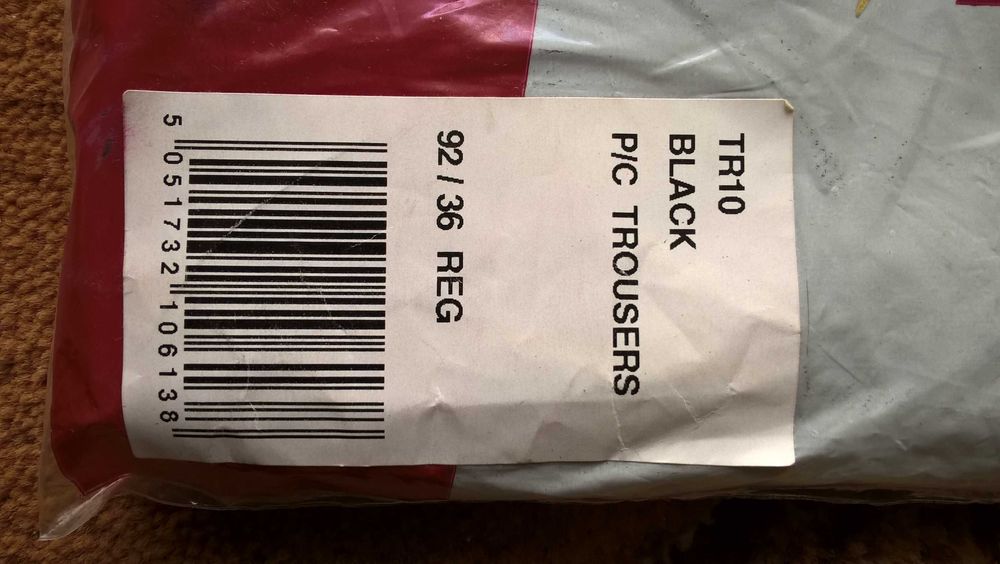 TR10
BLACK
P/C TROUSERS
92 / 36 REG
5 051732 106138